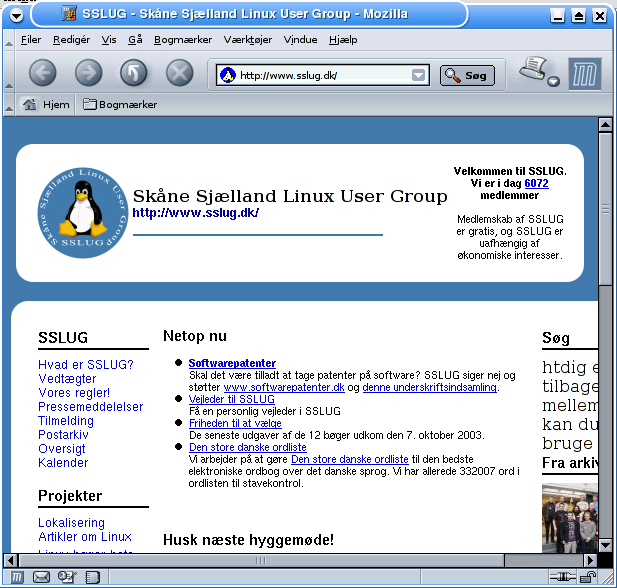 SSLUG - Skåne Sjælland Linux User Group - Mozilla
Filer Redigér Vis Gå Bogmærker Værktøjer Vindue Hjælp
http://www.sslug.dk/ Søg
Hjem Bogmærker
Skåne Sjælland Linux User Group
SSLUG
Skåne Sjælland Linux User Group
http://www.sslug.dk/
Velkommen til SSLUG.
Vi er i dag 6072
medlemmer
Medlemskab af SSLUG
er gratis, og SSLUG er
uafhængig af
økonomiske interesser.
SSLUG
Hvad er SSLUG?
Vedtægter
Vores regler!
Pressemeddelelser
Tilmelding
Postarkiv
Oversigt
Kalender
Projekter
Lokalisering
Artikler om Linux
Netop nu
Softwarepatenter
Skal det være tilladt at tage patenter på software? SSLUG siger nej og
støtter www.softwarepatenter.dk og denne underskriftsindsamling.
Vejleder til SSLUG
Få en personlig vejleder i SSLUG
Friheden til at vælge
De seneste udgaver af de 12 bøger udkom den 7. oktober 2003.
Den store danske ordliste
Vi arbejder på at gøre Den store danske ordliste til den bedste
elektroniske ordbog over det danske sprog. Vi har allerede 332007 ord i
ordlisten til stavekontrol.
Husk næste hyggemøde!
Søg
htdig e
tilbage
mellem
kan du
bruge
Fra arkiv